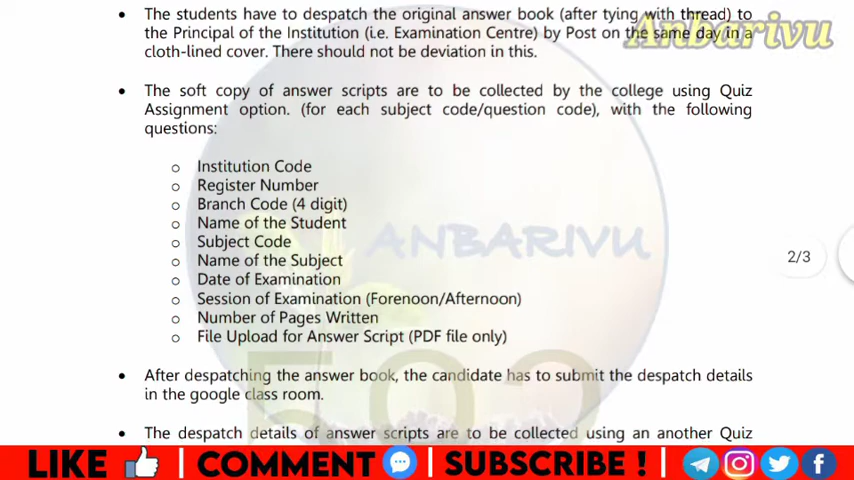 • The students have to despatch the original answer book (after tying with thread) to
the Principal of the Institution (i.e. Examination Centre) by Post on the same day in a
cloth-lined cover. There should not be deviation in this.
Anbarivu
• The soft copy of answer scripts are to be collected by the college using Quiz
Assignment option. (for each subject code/question code), with the following
questions:
o Institution Code
o Register Number
o Branch Code (4 digit)
o Name of the Student
o Subject Code
o Name of the Subject
o Date of Examination
o Session of Examination (Forenoon/Afternoon)
o Number of Pages Written
o File Upload for Answer Script (PDF file only)
ANBARIVU
2/3
• After despatching the answer book, the candidate has to submit the despatch details
in the google class room.
• The despatch details of answer scripts are to be collected using an another Quiz
LIKE | COMMENT | SUBSCRIBE ! |